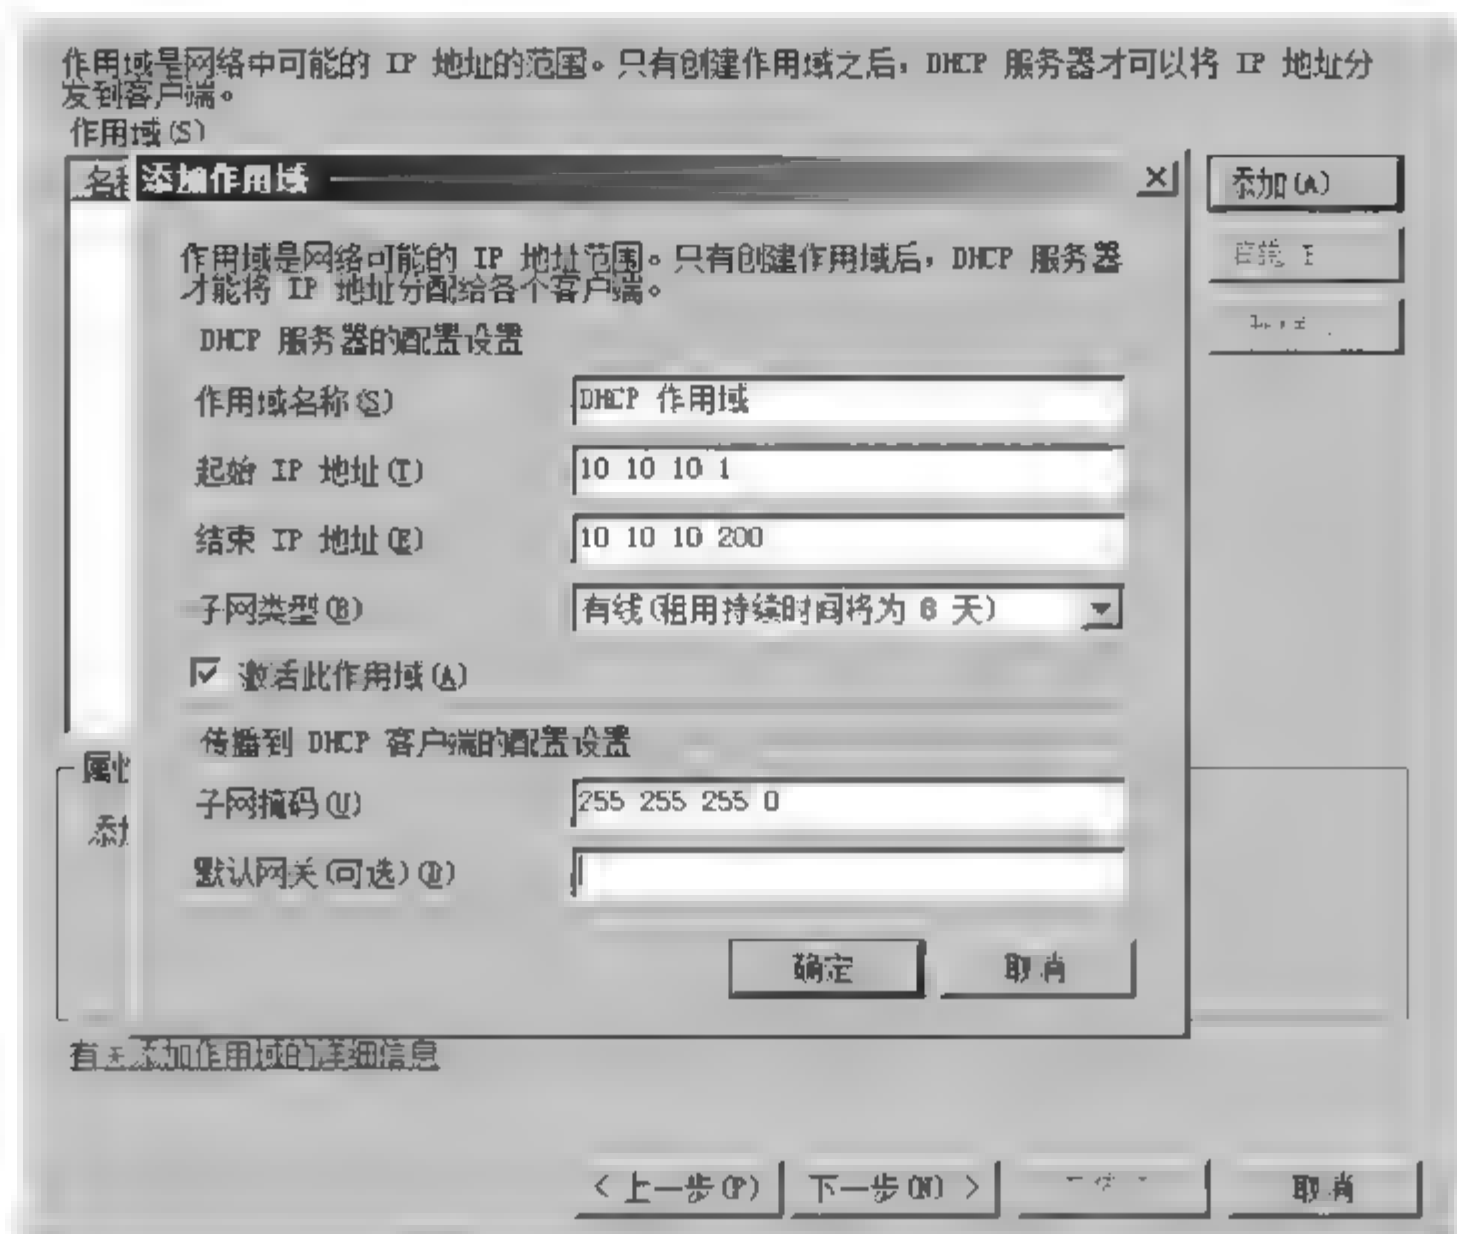 作用域是网络中可能的 IP 地址的范围。只有创建作用域之后，DHCP 服务器才可以将 IP 地址分
发到客户端。
作用域(S)
名称
添加作用域
添加(A)
作用域是网络可能的 IP 地址范围。只有创建作用域后，DHCP 服务器
才能将 IP 地址分配给各个客户端。
DHCP 服务器的配置设置
作用域名称(S)
DHCP 作用域
起始 IP 地址(T)
10 10 10 1
结束 IP 地址(E)
10 10 10 200
子网类型(B)
有线(租用持续时间将为 6 天)
激活此作用域(A)
传播到 DHCP 客户端的配置设置
属性
子网掩码(U)
255 255 255 0
添加
默认网关(可选)(D)
确定
取消
有关添加作用域的详细信息
< 上一步(P)
下一步(N) >
取消